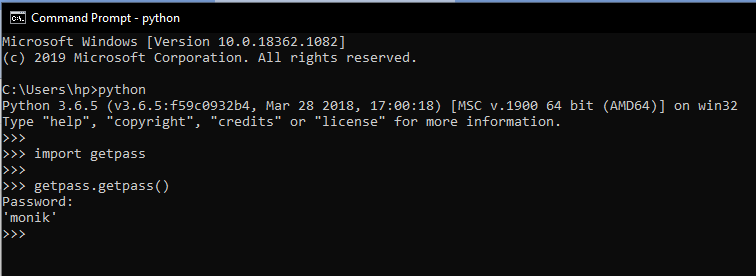 Command Prompt - python
Microsoft Windows [Version 10.0.18362.1082]
(c) 2019 Microsoft Corporation. All rights reserved.
C:\Users\hp>python
Python 3.6.5 (v3.6.5:f59c0932b4, Mar 28 2018, 17:00:18) [MSC v.1900 64 bit (AMD64)] on win32
Type "help", "copyright", "credits" or "license" for more information.
>>>
>>> import getpass
>>>
>>> getpass.getpass()
Password:
'monik'
>>>